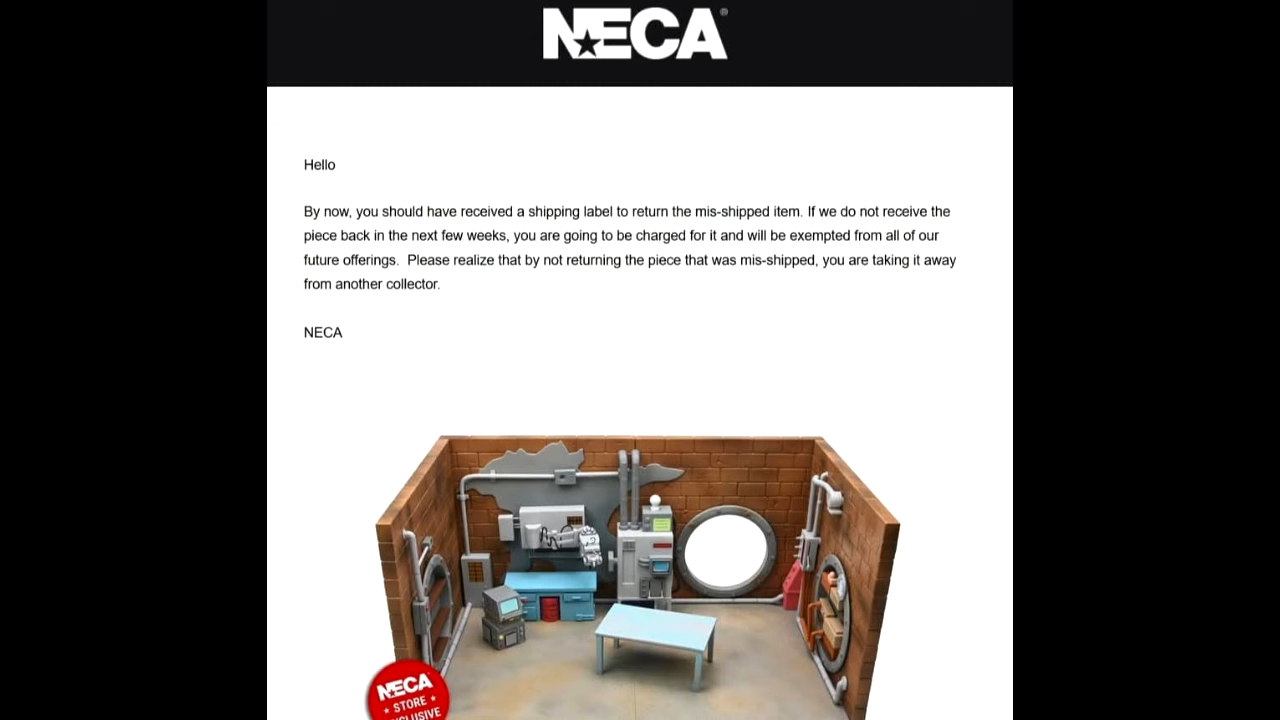 NECA®
Hello
By now, you should have received a shipping label to return the mis-shipped item. If we do not receive the
piece back in the next few weeks, you are going to be charged for it and will be exempted from all of our
future offerings.  Please realize that by not returning the piece that was mis-shipped, you are taking it away
from another collector.
NECA
NECA
★ STORE ★
CLUSIVE